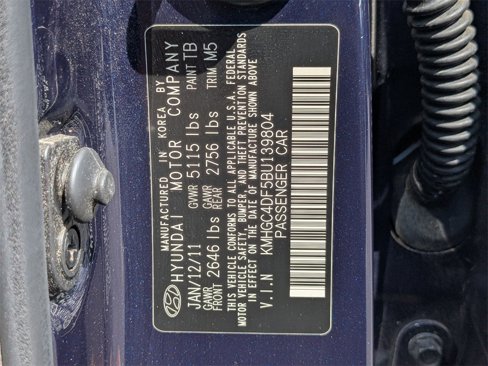 MANUFACTURED IN KOREA BY
HYUNDAI MOTOR COMPANY
JAN/12/11 GVWR 5115 lbs PAINT TB
GAWR FRONT 2646 lbs GAWR REAR 2756 lbs TRIM M5
THIS VEHICLE CONFORMS TO ALL APPLICABLE U.S.A. FEDERAL
MOTOR VEHICLE SAFETY, BUMPER, AND THEFT PREVENTION STANDARDS
IN EFFECT ON THE DATE OF MANUFACTURE SHOWN ABOVE
V.I.N KMHGC4DF5BU139804
PASSENGER CAR